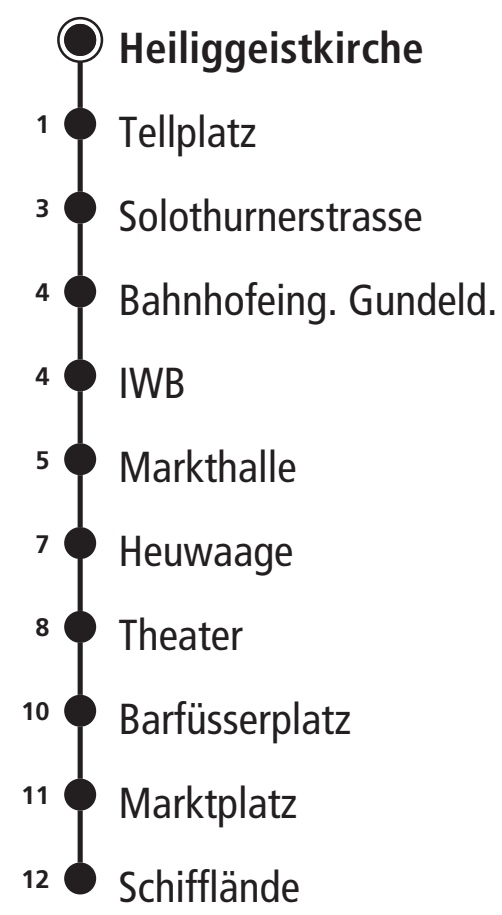 Heiliggeistkirche
1 Tellplatz
3 Solothurnerstrasse
4 Bahnhofeing. Gundeld.
4 IWB
5 Markthalle
7 Heuwaage
8 Theater
10 Barfüsserplatz
11 Marktplatz
12 Schifflände